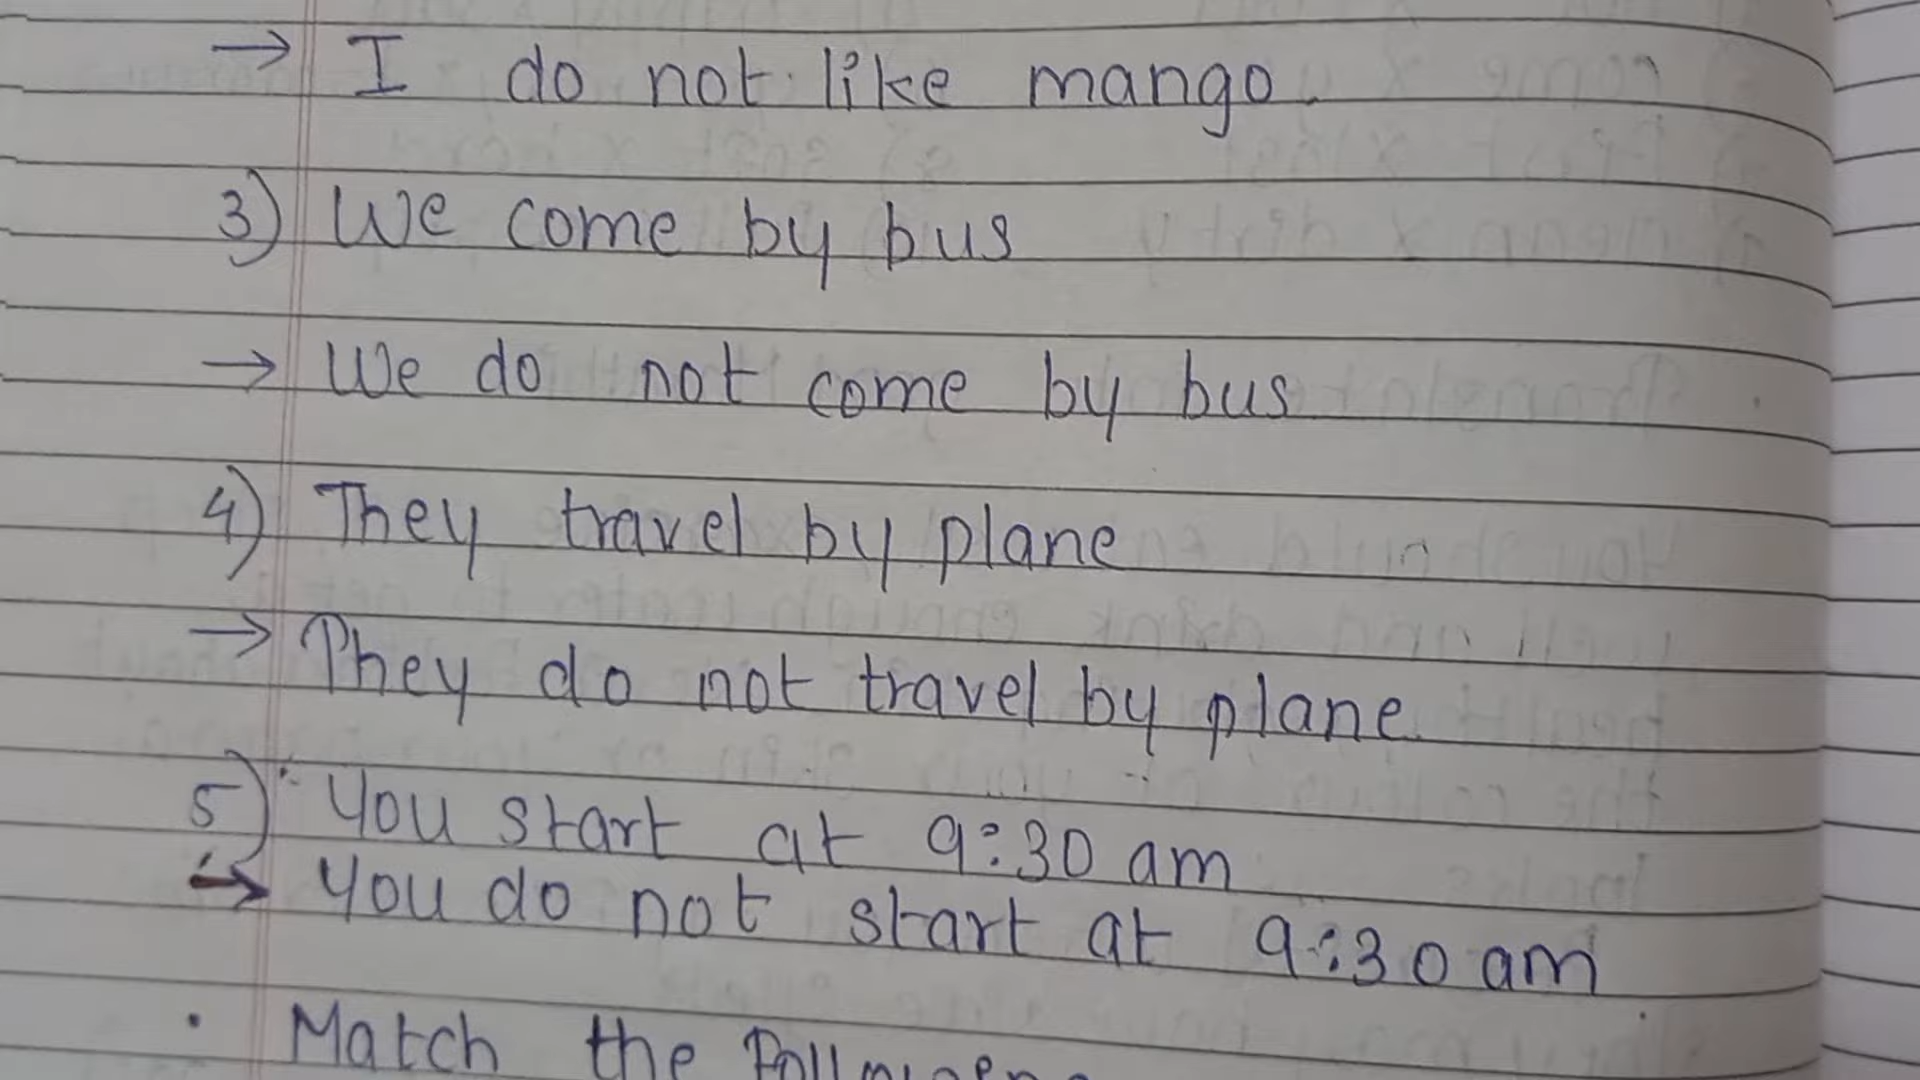 → I do not like mango.
3) We come by bus
→ We do not come by bus
4) They travel by plane
→ They do not travel by plane.
5) You start at 9:30 am
→ you do not start at 9:30 am
• Match the